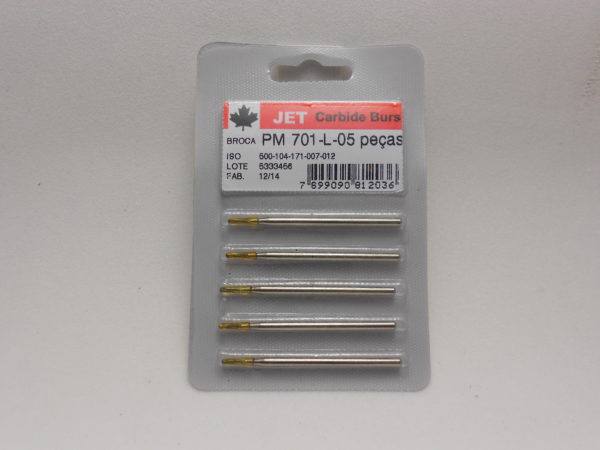 JET Carbide Burs
BROCA PM 701-L-05 peças
ISO 500-104-171-007-012
LOTE 5333456
FAB. 12/14
7 899090 812036